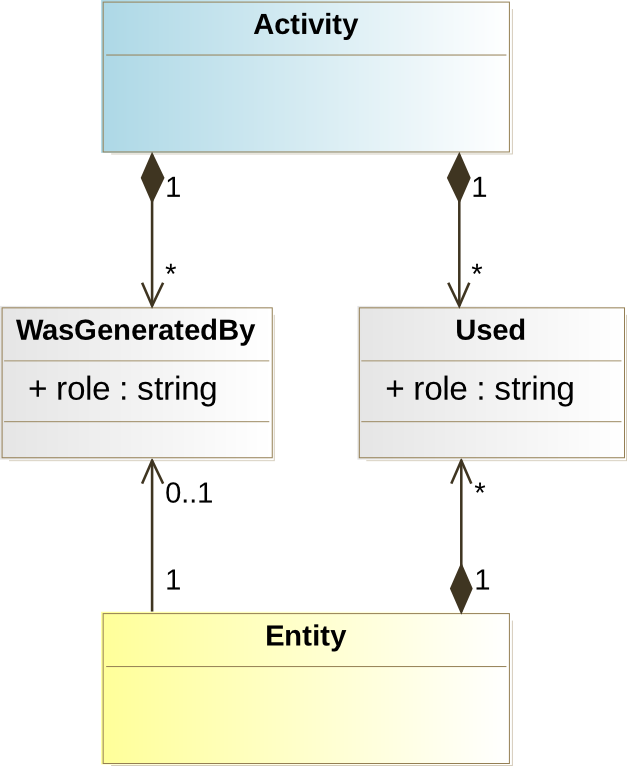 Activity
1
1
*
*
WasGeneratedBy
Used
+ role : string
+ role : string
0..1
*
1
1
Entity